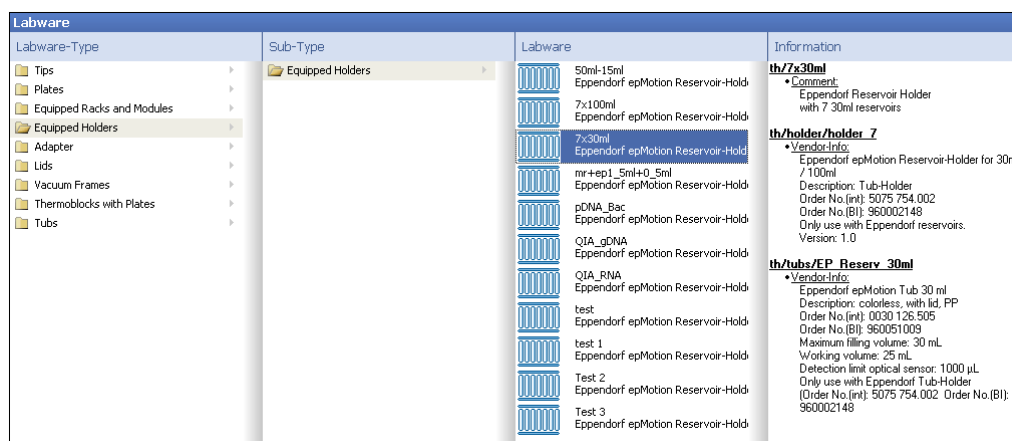 Labware
Labware-Type
Sub-Type
Labware
Information
Tips
Plates
Equipped Racks and Modules
Equipped Holders
Adapter
Lids
Vacuum Frames
Thermoblocks with Plates
Tubs
Equipped Holders
50ml-15ml
Eppendorf epMotion Reservoir-Hold
7x100ml
Eppendorf epMotion Reservoir-Hold
7x30ml
Eppendorf epMotion Reservoir-Hold
mr+ep1_5ml+0_5ml
Eppendorf epMotion Reservoir-Hold
pDNA_Bac
Eppendorf epMotion Reservoir-Hold
QIA_gDNA
Eppendorf epMotion Reservoir-Hold
QIA_RNA
Eppendorf epMotion Reservoir-Hold
test
Eppendorf epMotion Reservoir-Hold
test 1
Eppendorf epMotion Reservoir-Hold
Test 2
Eppendorf epMotion Reservoir-Hold
Test 3
Eppendorf epMotion Reservoir-Hold
th/7x30ml
•Comment:
Eppendorf Reservoir Holder
with 7 30ml reservoirs
th/holder/holder_7
•Vendor-Info:
Eppendorf epMotion Reservoir-Holder for 30m
/ 100ml
Description: Tub-Holder
Order No.(int): 5075 754.002
Order No.(BI): 960002148
Only use with Eppendorf reservoirs.
Version: 1.0
th/tubs/EP_Reserv_30ml
•Vendor-Info:
Eppendorf epMotion Tub 30 ml
Description: colorless, with lid, PP
Order No.(int): 0030 126.505
Order No.(BI): 960051009
Maximum filling volume: 30 mL
Working volume: 25 mL
Detection limit optical sensor: 1000 µL
Only use with Eppendorf Tub-Holder
(Order No.(int): 5075 754.002 Order No.(BI):
960002148